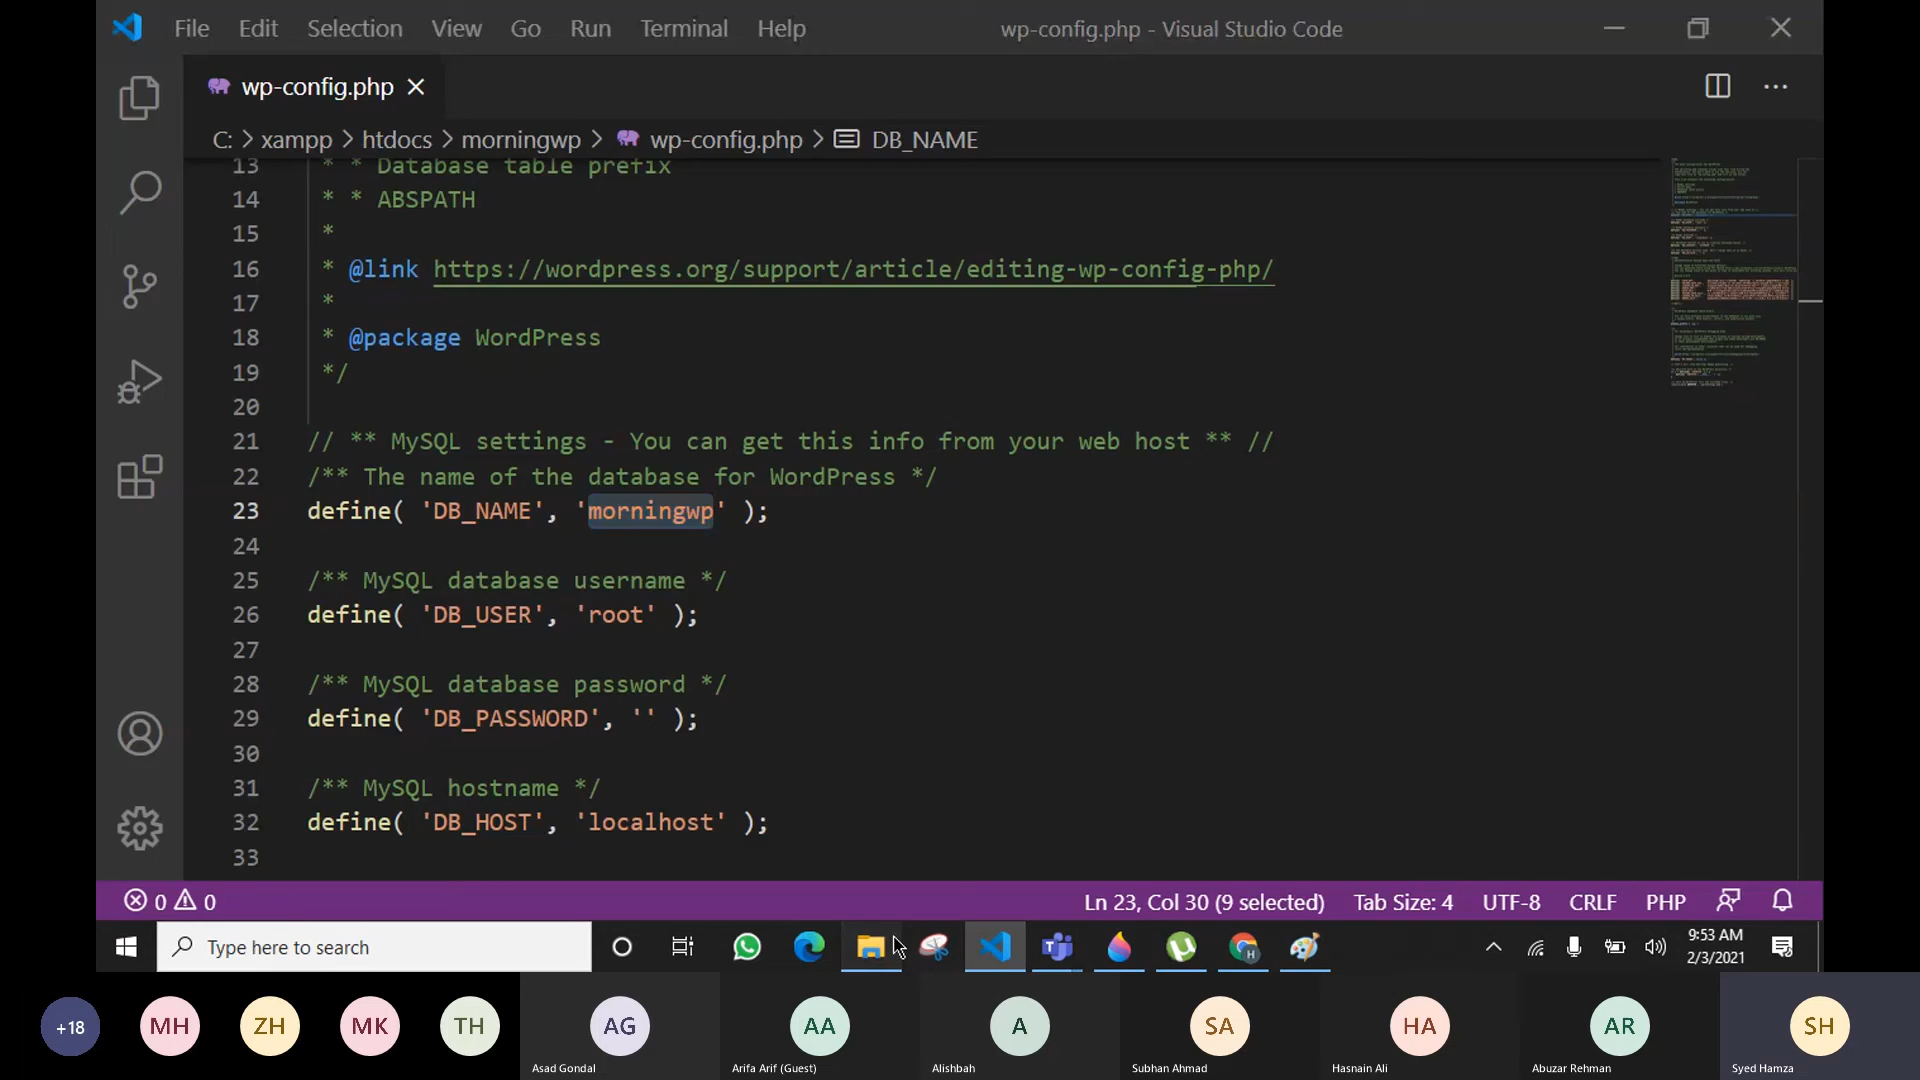 File Edit Selection View Go Run Terminal Help wp-config.php - Visual Studio Code
wp-config.php
C: > xampp > htdocs > morningwp > wp-config.php > DB_NAME
13 * * Database table prefix
14 * * ABSPATH
15 *
16 * @link https://wordpress.org/support/article/editing-wp-config-php/
17 *
18 * @package WordPress
19 */
20
21 // ** MySQL settings - You can get this info from your web host ** //
22 /** The name of the database for WordPress */
23 define( 'DB_NAME', 'morningwp' );
24
25 /** MySQL database username */
26 define( 'DB_USER', 'root' );
27
28 /** MySQL database password */
29 define( 'DB_PASSWORD', '' );
30
31 /** MySQL hostname */
32 define( 'DB_HOST', 'localhost' );
33
0 0 Ln 23, Col 30 (9 selected) Tab Size: 4 UTF-8 CRLF PHP
Type here to search
9:53 AM
2/3/2021
+18 MH ZH MK TH AG AA A SA HA AR SH
Asad Gondal Arifa Arif (Guest) Alishbah Subhan Ahmad Hasnain Ali Abuzar Rehman Syed Hamza